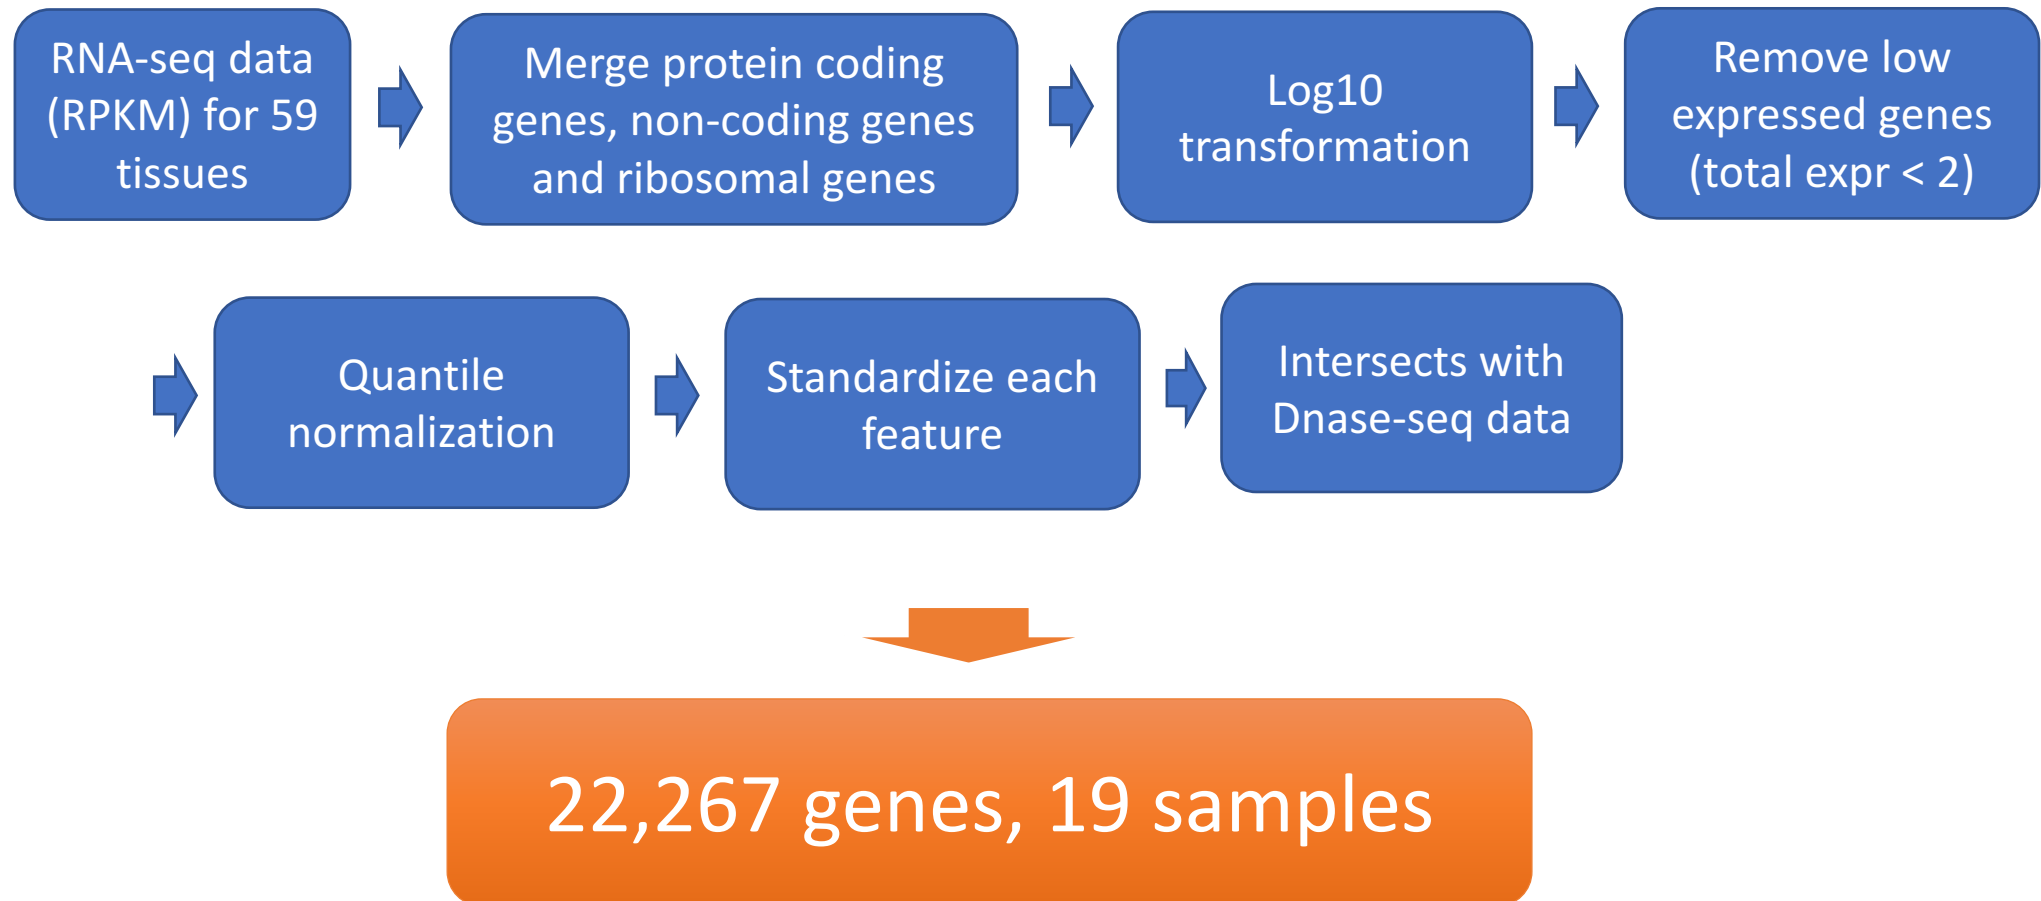 RNA-seq data
(RPKM) for 59
tissues
Merge protein coding
genes, non-coding genes
and ribosomal genes
Log10
transformation
Remove low
expressed genes
(total expr < 2)
Quantile
normalization
Standardize each
feature
Intersects with
Dnase-seq data
22,267 genes, 19 samples